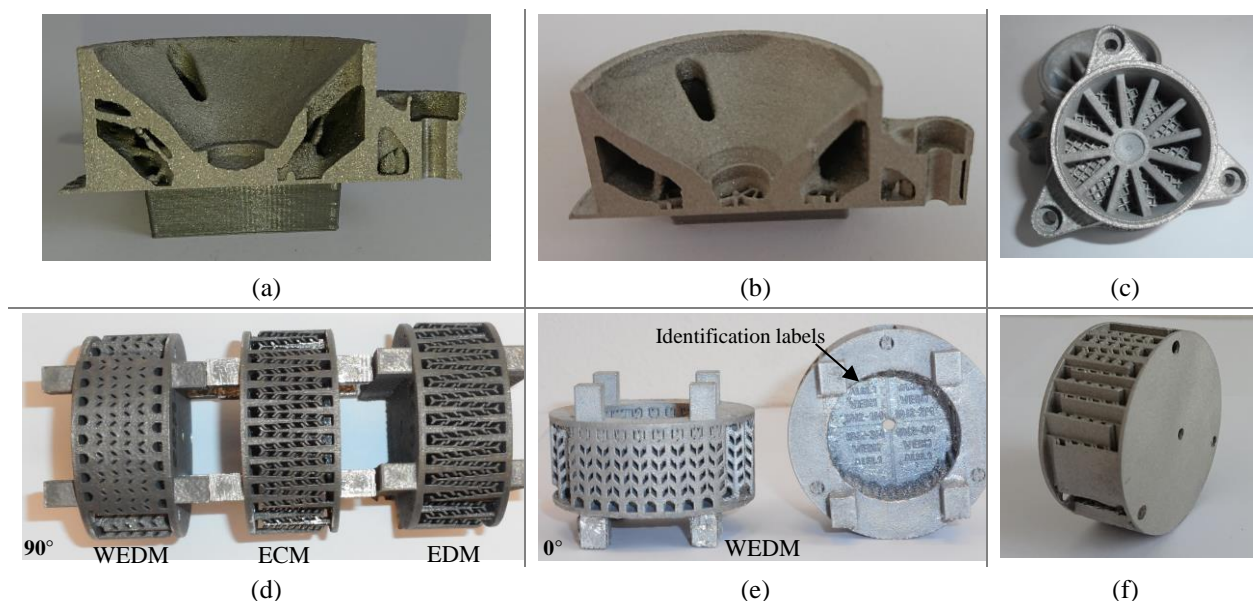 (a)
(b)
(c)
Identification labels
90°
WEDM
ECM
EDM
0°
WEDM
(d)
(e)
(f)